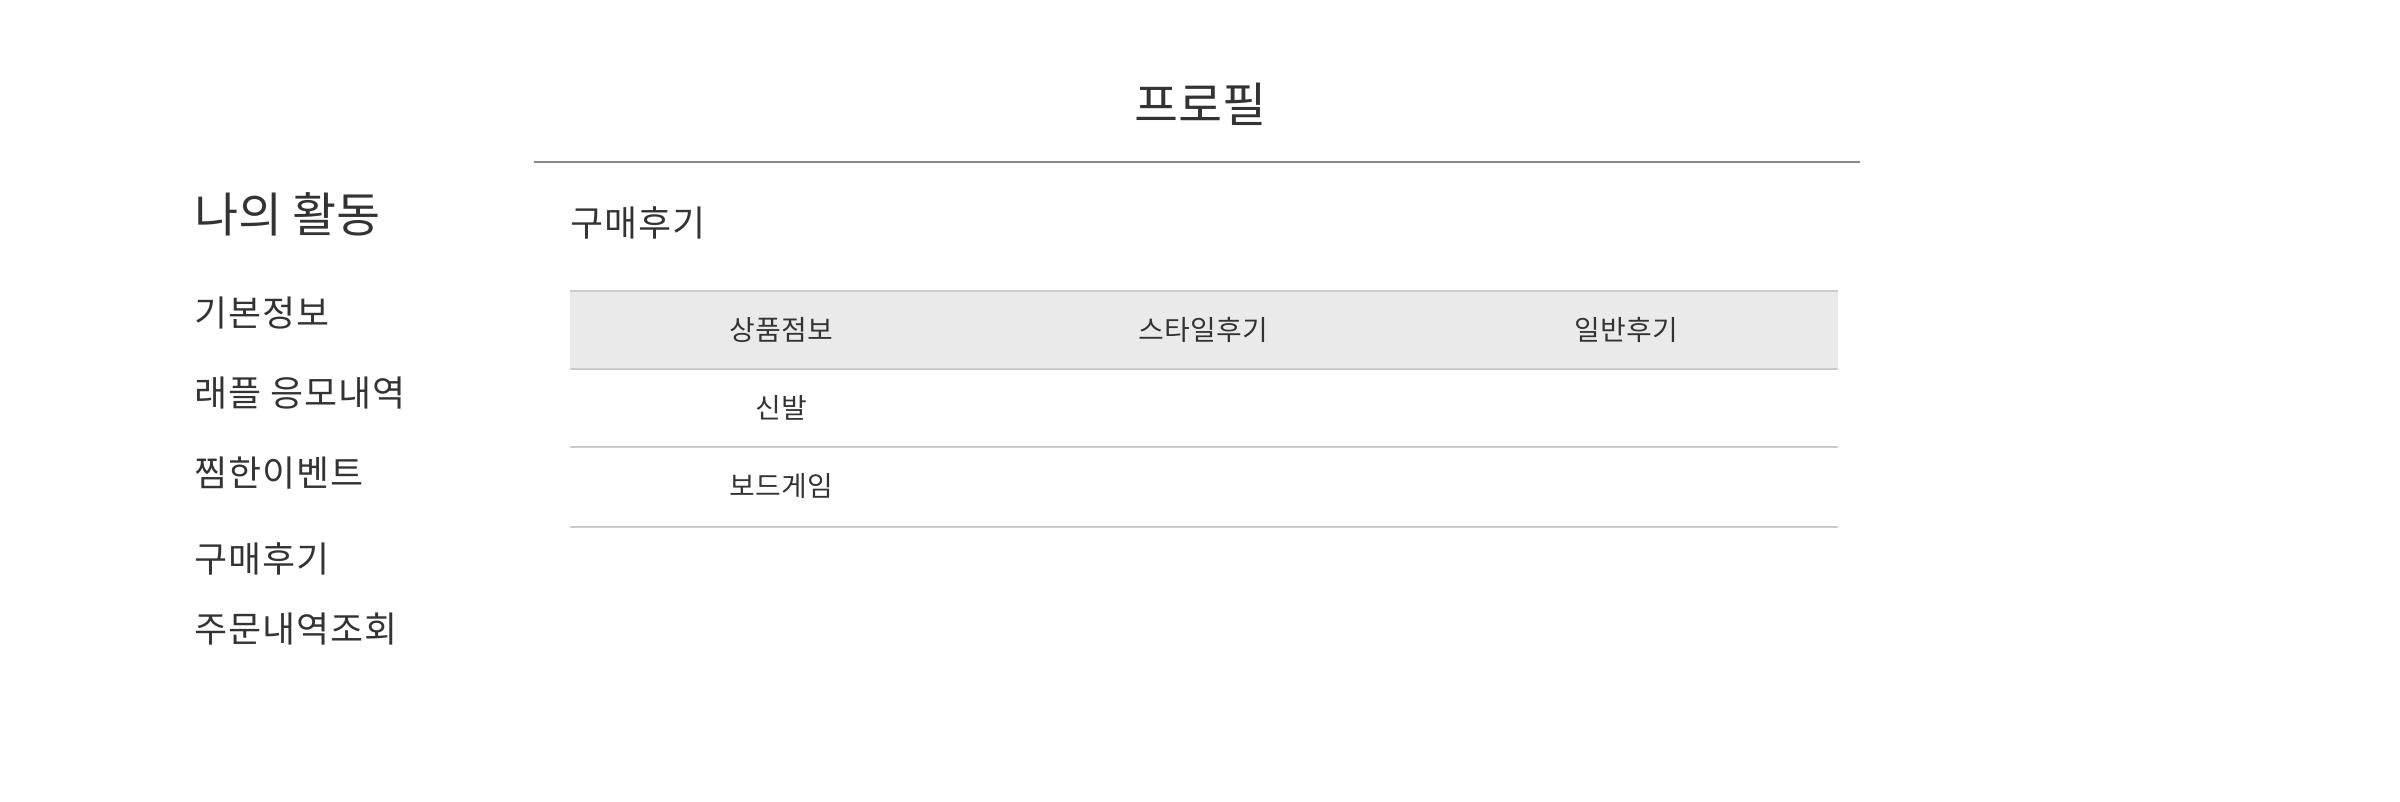 프로필
나의 활동
기본정보
래플 응모내역
찜한이벤트
구매후기
주문내역조회
구매후기
상품점보 스타일후기 일반후기
신발
보드게임